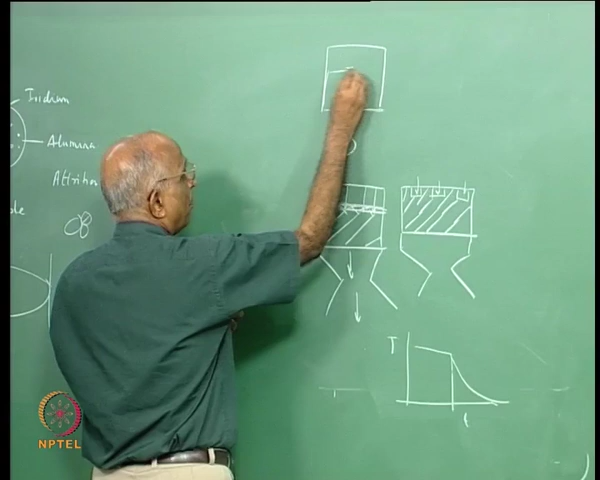 Iridium
Alumina
Attrition
T
t
NPTEL